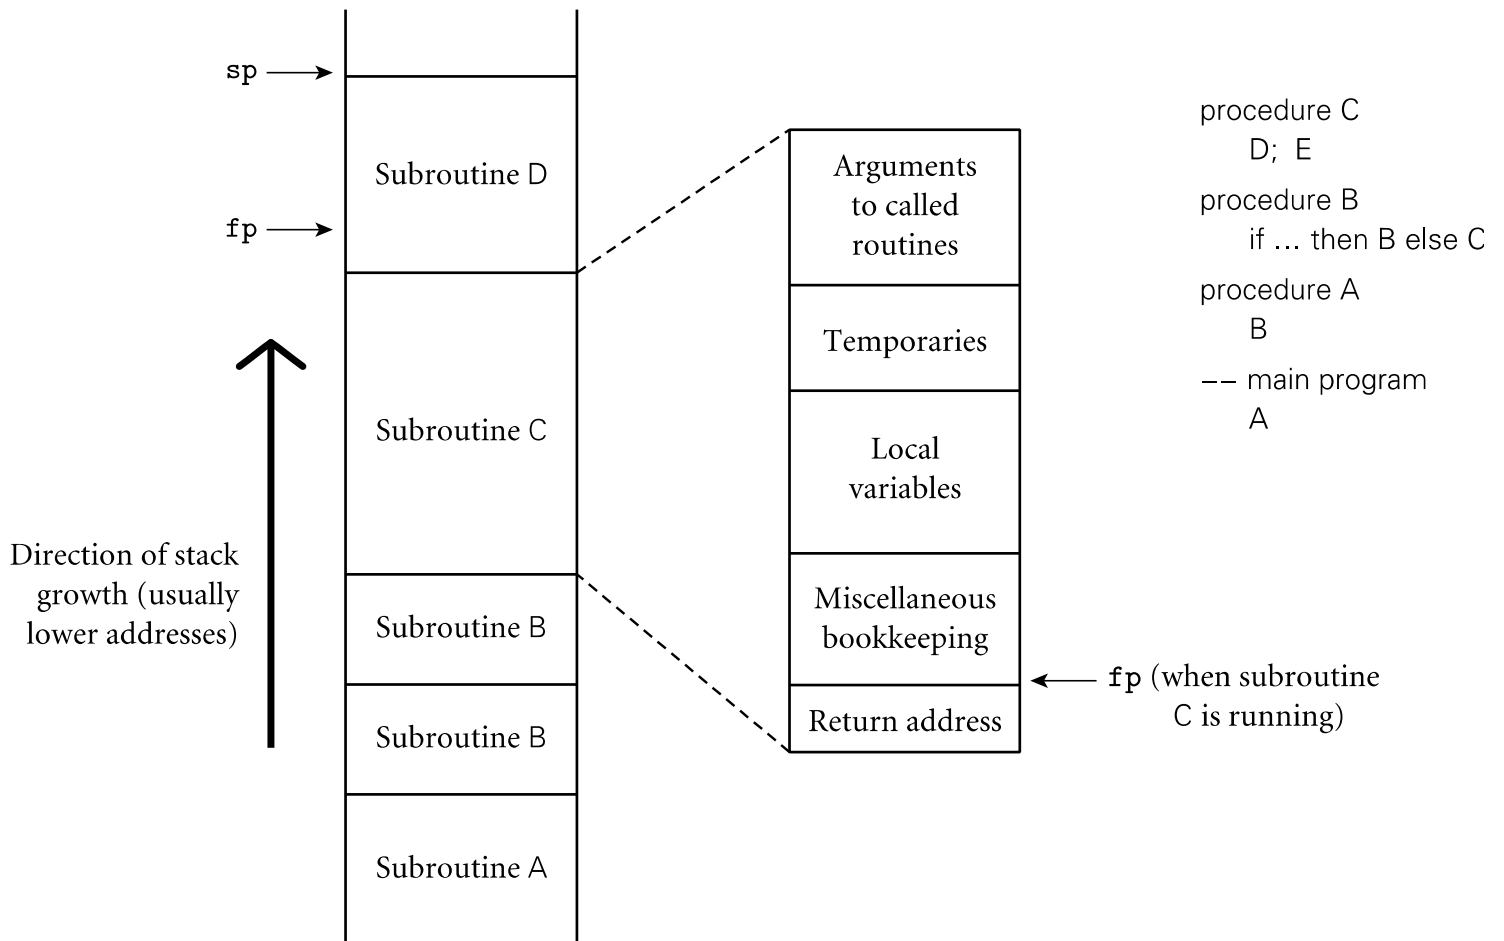 sp
Subroutine D
fp
Subroutine C
Direction of stack
growth (usually
lower addresses)
Subroutine B
Subroutine B
Subroutine A
Arguments
to called
routines
Temporaries
Local
variables
Miscellaneous
bookkeeping
Return address
fp (when subroutine
C is running)
procedure C
D; E
procedure B
if ... then B else C
procedure A
B
-- main program
A